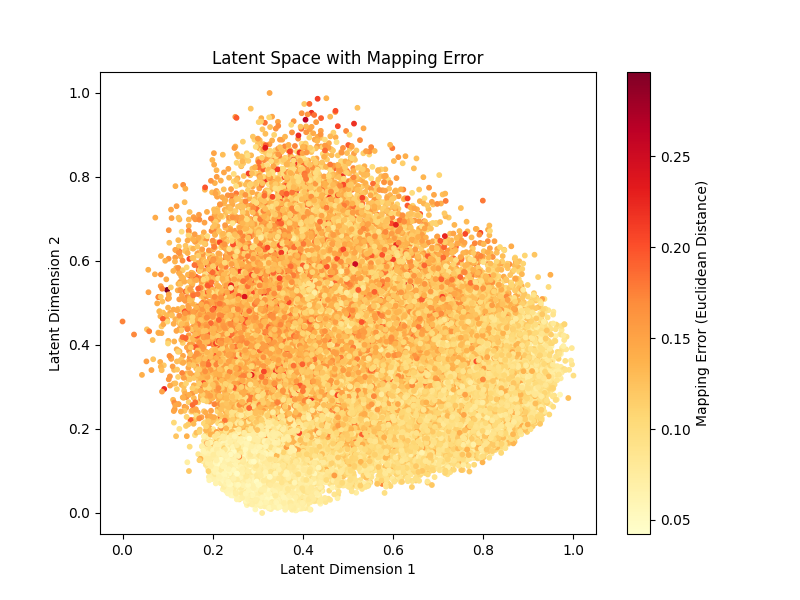 Latent Space with Mapping Error
1.0
0.8
0.6
0.4
0.2
0.0
Latent Dimension 2
0.0 0.2 0.4 0.6 0.8 1.0
Latent Dimension 1
0.25
0.20
0.15
0.10
0.05
Mapping Error (Euclidean Distance)